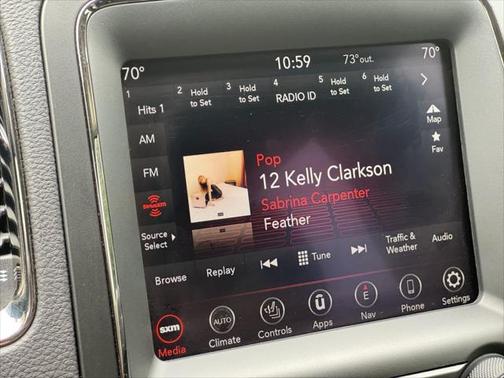 70° 10:59 73° out. 70°
1 2 Hold to Set 3 Hold to Set 4 5 Hold to Set 6 Hold to Set
Hits 1 RADIO ID
AM
Map
Fav
FM
Pop
12 Kelly Clarkson
Sabrina Carpenter
Feather
SiriusXM
Source
Select
Browse Replay Tune Traffic & Weather Audio
sxm AUTO E
Media Climate Controls Apps Nav Phone Settings